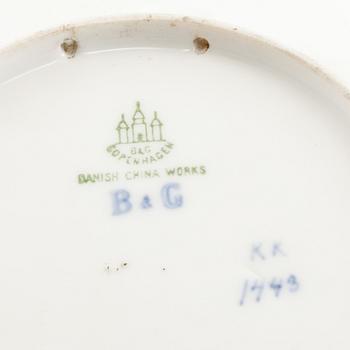 B&G
COPENHAGEN
DANISH CHINA WORKS
B & G
KK
1443